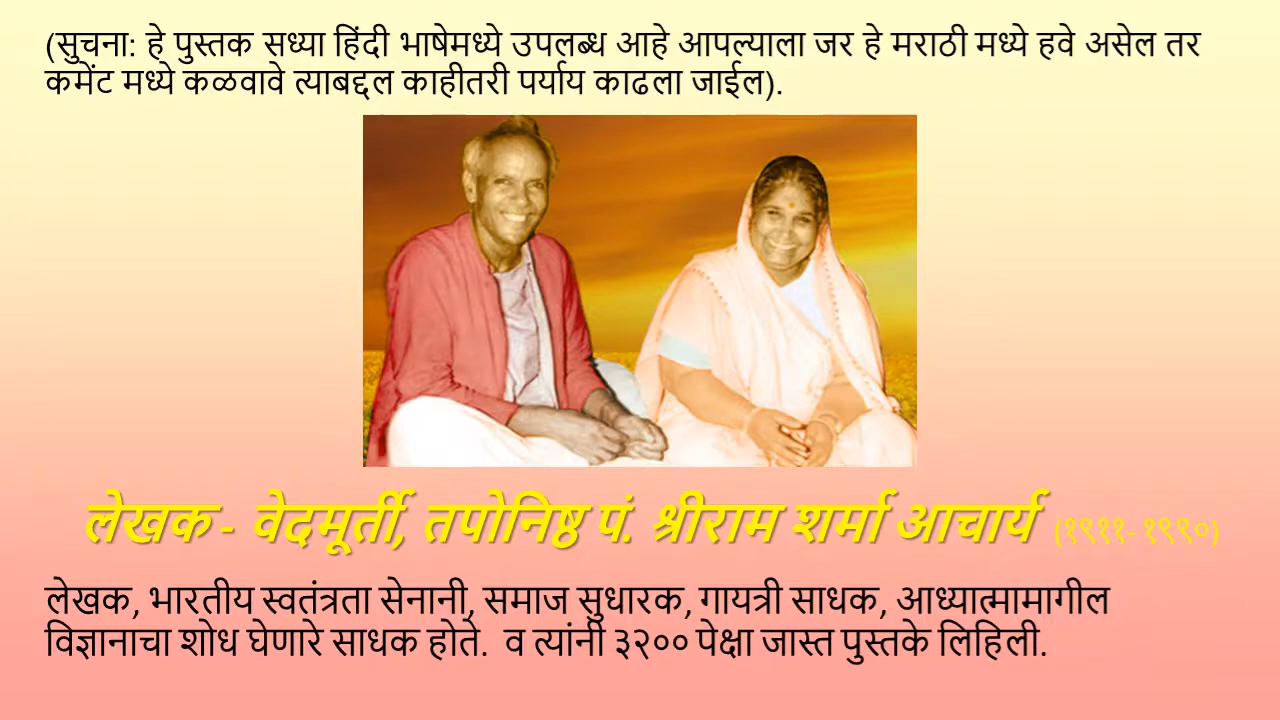 (सुचना: हे पुस्तक सध्या हिंदी भाषेमध्ये उपलब्ध आहे आपल्याला जर हे मराठी मध्ये हवे असेल तर
कमेंट मध्ये कळवावे त्याबद्दल काहीतरी पर्याय काढला जाईल).
लेखक - वेदमूर्ती, तपोनिष्ठ पं. श्रीराम शर्मा आचार्य (१९११- १९९०)
लेखक, भारतीय स्वतंत्रता सेनानी, समाज सुधारक, गायत्री साधक, आध्यात्मामागील
विज्ञानाचा शोध घेणारे साधक होते. व त्यांनी ३२०० पेक्षा जास्त पुस्तके लिहिली.